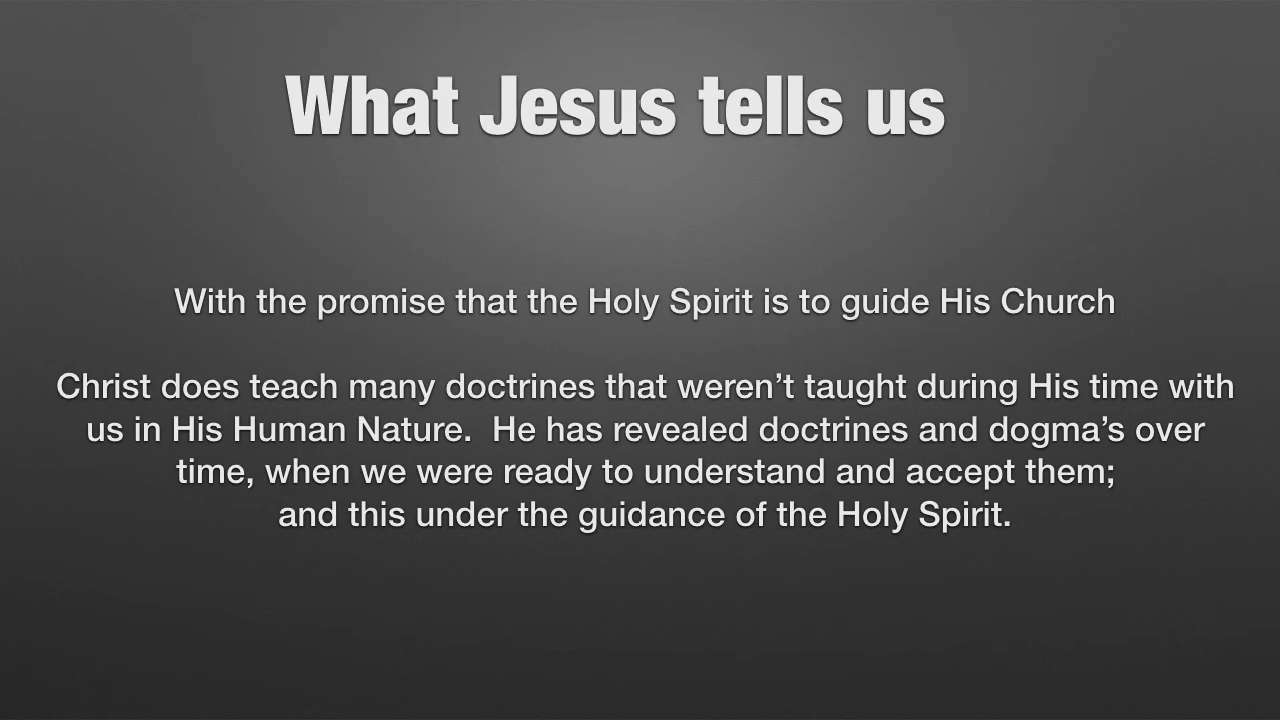 What Jesus tells us
With the promise that the Holy Spirit is to guide His Church
Christ does teach many doctrines that weren’t taught during His time with
us in His Human Nature.  He has revealed doctrines and dogma’s over
time, when we were ready to understand and accept them;
and this under the guidance of the Holy Spirit.